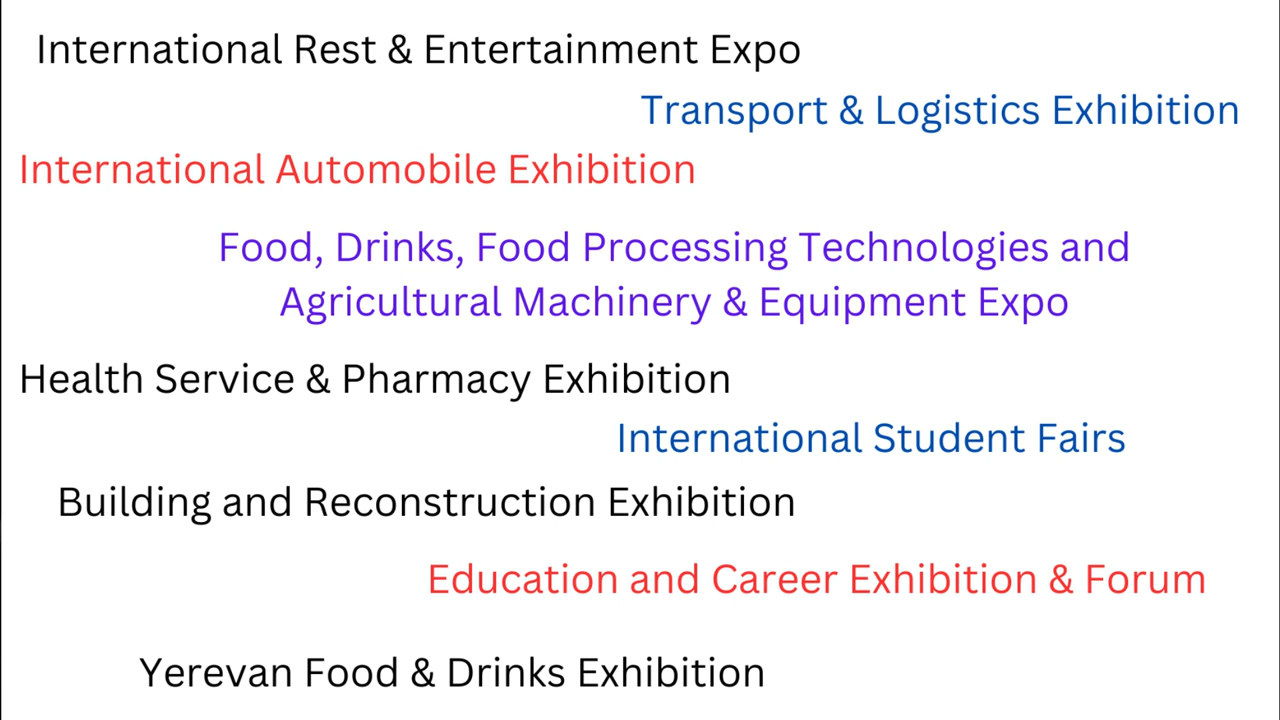 International Rest & Entertainment Expo
Transport & Logistics Exhibition
International Automobile Exhibition
Food, Drinks, Food Processing Technologies and
Agricultural Machinery & Equipment Expo
Health Service & Pharmacy Exhibition
International Student Fairs
Building and Reconstruction Exhibition
Education and Career Exhibition & Forum
Yerevan Food & Drinks Exhibition